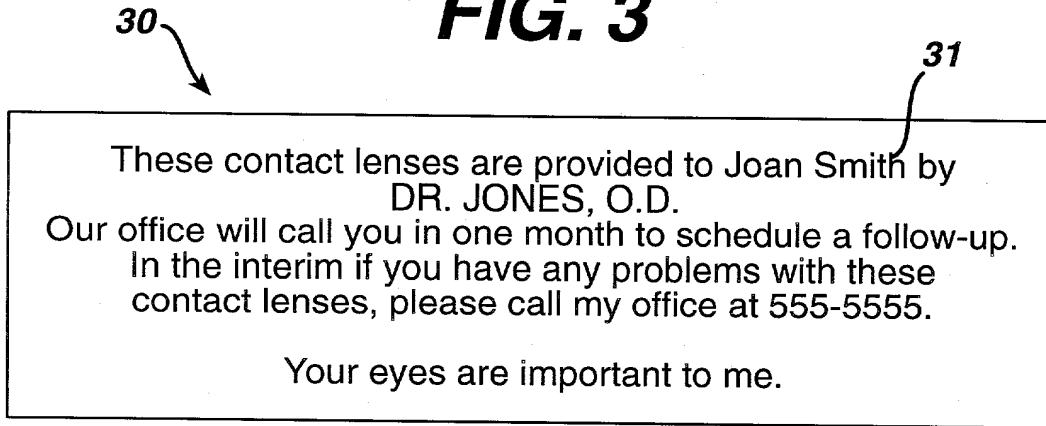 FIG. 3
30
31
These contact lenses are provided to Joan Smith by
DR. JONES, O.D.
Our office will call you in one month to schedule a follow-up.
In the interim if you have any problems with these
contact lenses, please call my office at 555-5555.
Your eyes are important to me.